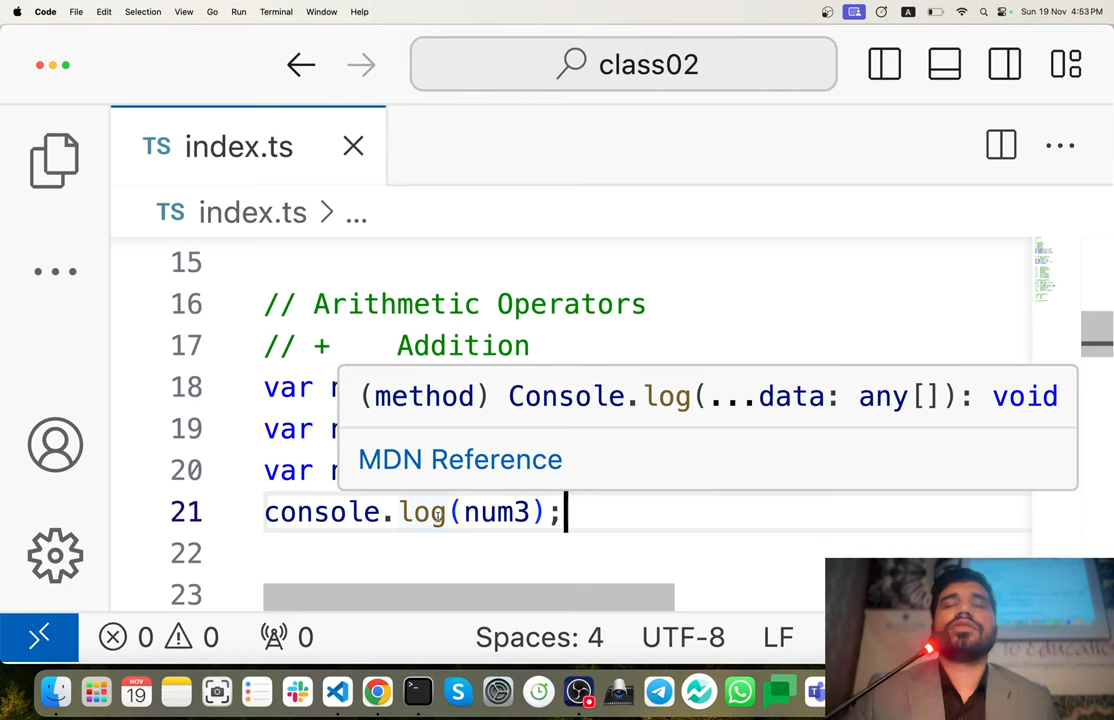 Code File Edit Selection View Go Run Terminal Window Help A Sun 19 Nov 4:53 PM
class02
TS index.ts
TS index.ts > ...
15
16 // Arithmetic Operators
17 // + Addition
18 var
19 var
20 var
(method) Console.log(...data: any[]): void
MDN Reference
21 console.log(num3);
22
23
0 0 0 Spaces: 4 UTF-8 LF
NOV
19